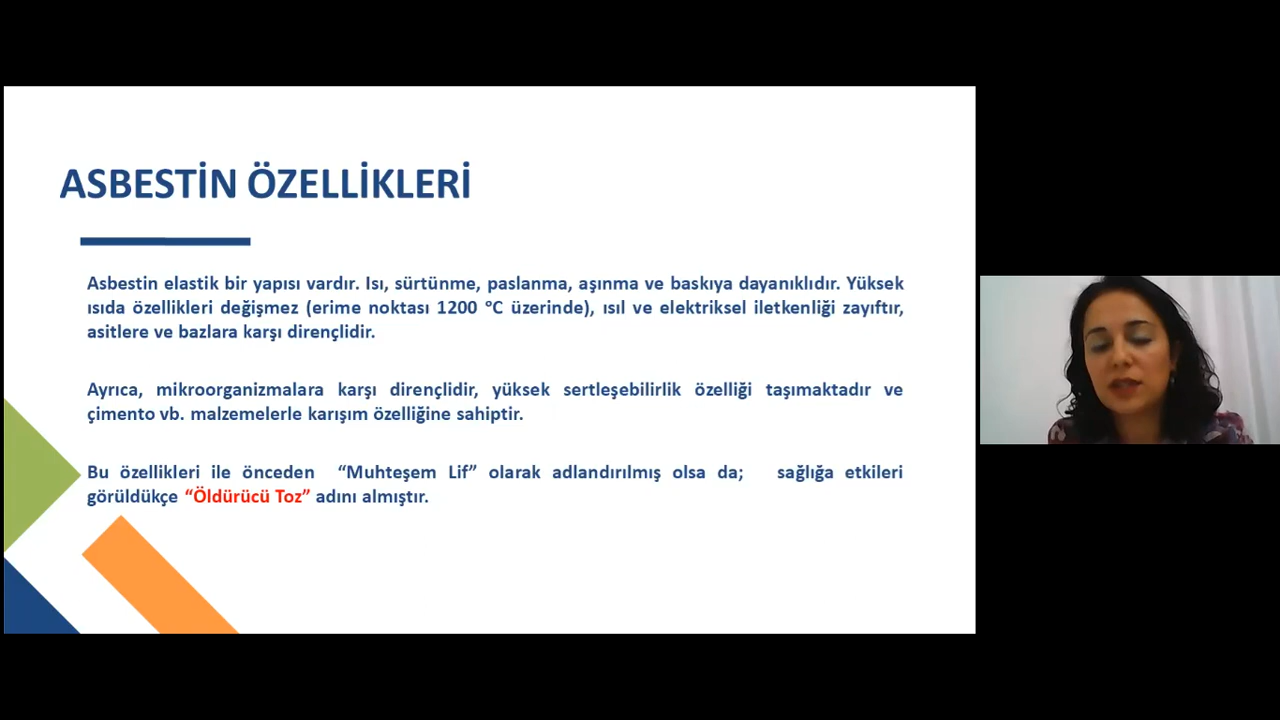 ASBESTİN ÖZELLİKLERİ
Asbestin elastik bir yapısı vardır. Isı, sürtünme, paslanma, aşınma ve baskıya dayanıklıdır. Yüksek
ısıda özellikleri değişmez (erime noktası 1200 °C üzerinde), ısıl ve elektriksel iletkenliği zayıftır,
asitlere ve bazlara karşı dirençlidir.
Ayrıca, mikroorganizmalara karşı dirençlidir, yüksek sertleşebilirlik özelliği taşımaktadır ve
çimento vb. malzemelerle karışım özelliğine sahiptir.
Bu özellikleri ile önceden “Muhteşem Lif” olarak adlandırılmış olsa da; sağlığa etkileri
görüldükçe “Öldürücü Toz” adını almıştır.